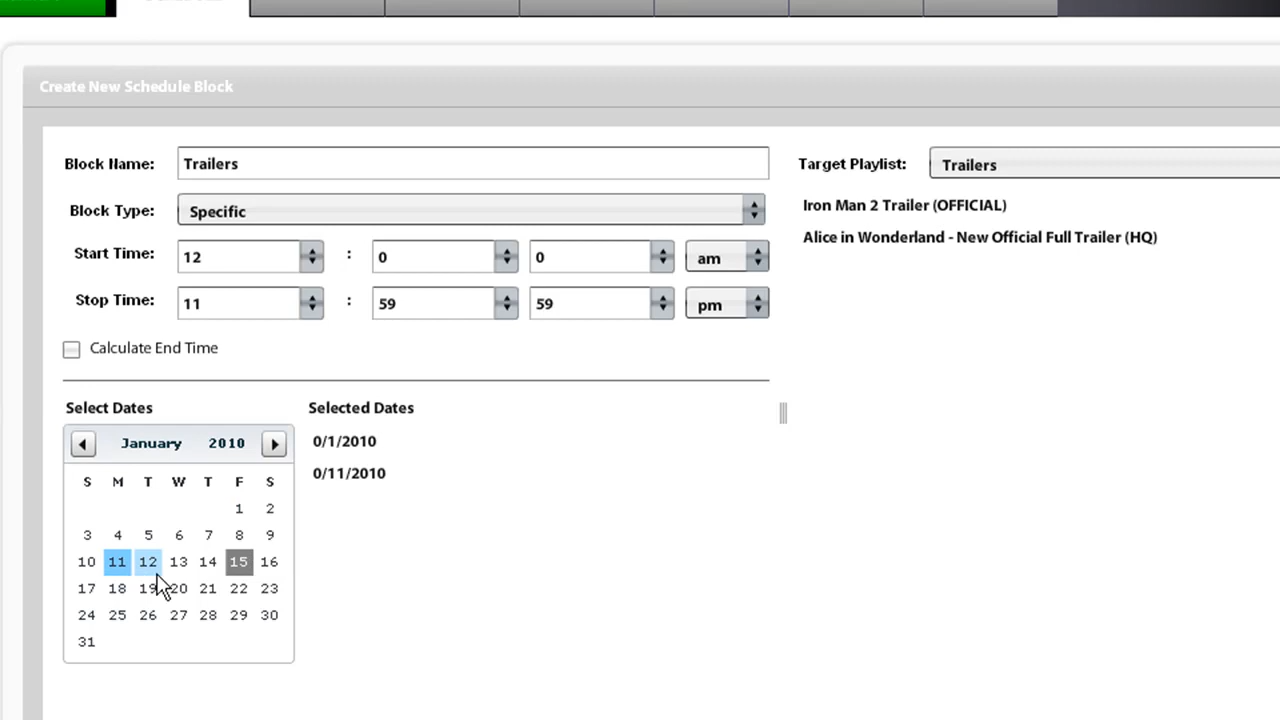 Create New Schedule Block
Block Name: Trailers
Target Playlist: Trailers
Block Type: Specific
Iron Man 2 Trailer (OFFICIAL)
Alice in Wonderland - New Official Full Trailer (HQ)
Start Time: 12 : 0 0 am
Stop Time: 11 : 59 59 pm
Calculate End Time
Select Dates
Selected Dates
January 2010
0/1/2010
0/11/2010
S M T W T F S
1 2
3 4 5 6 7 8 9
10 11 12 13 14 15 16
17 18 19 20 21 22 23
24 25 26 27 28 29 30
31